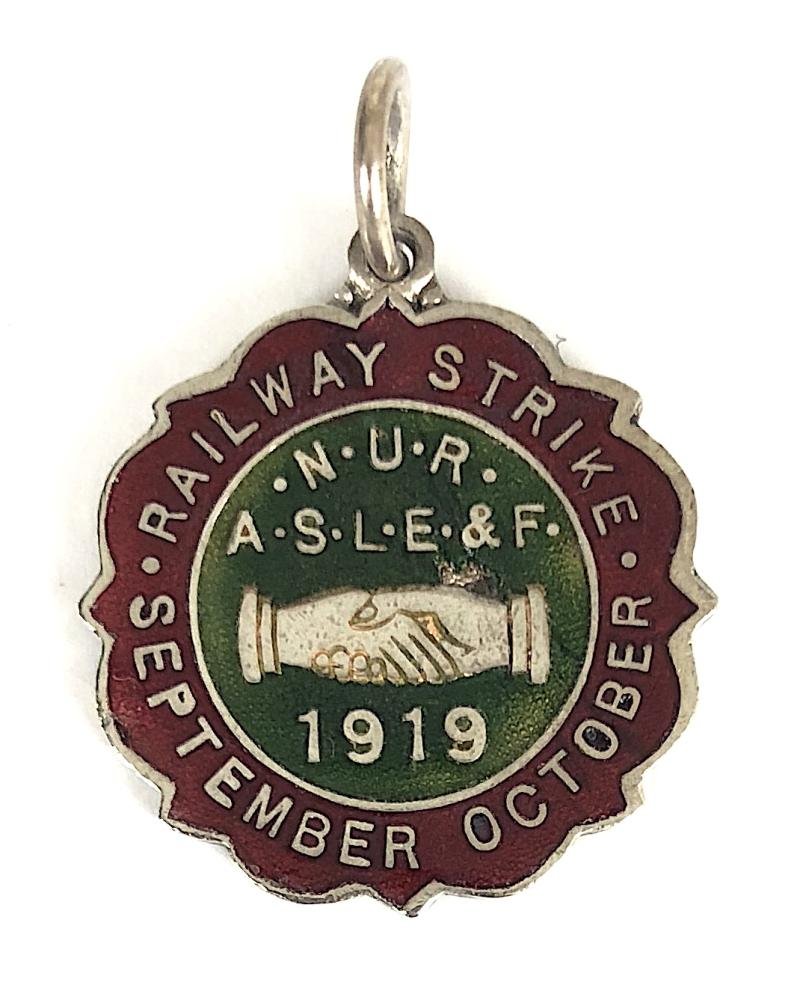 ·RAILWAY STRIKE·
·N·U·R·
A·S·L·E·&F·
1919
SEPTEMBER OCTOBER